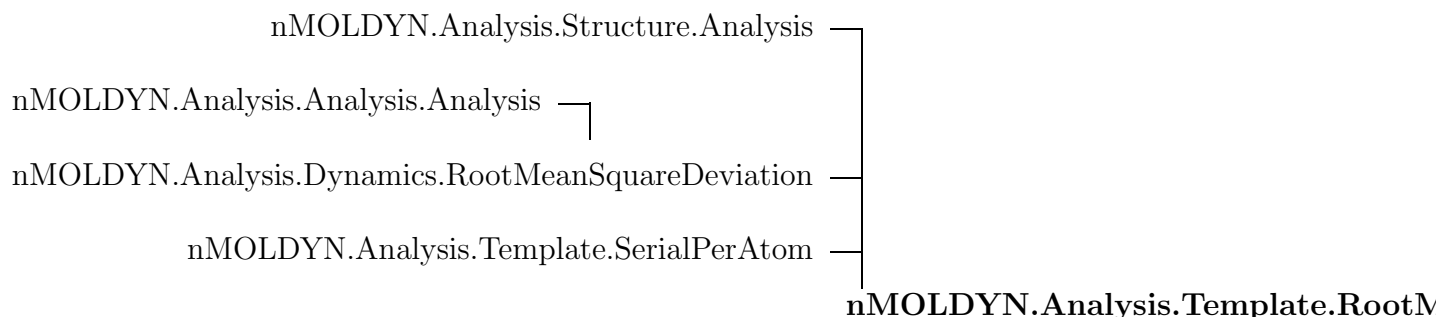 nMOLDYN.Analysis.Structure.Analysis
nMOLDYN.Analysis.Analysis.Analysis
nMOLDYN.Analysis.Dynamics.RootMeanSquareDeviation
nMOLDYN.Analysis.Template.SerialPerAtom
nMOLDYN.Analysis.Template.RootM